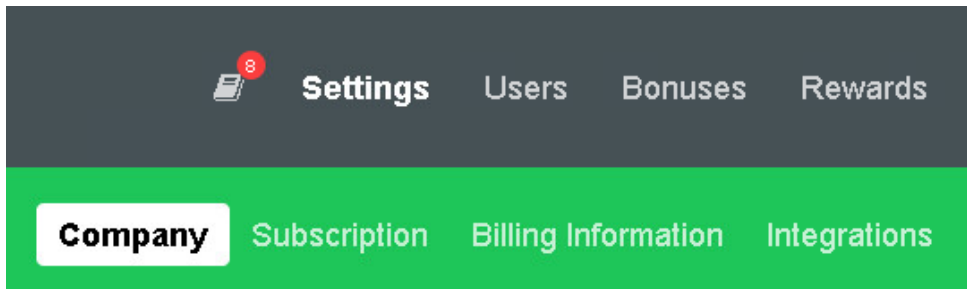 8 Settings Users Bonuses Rewards
Company Subscription Billing Information Integrations